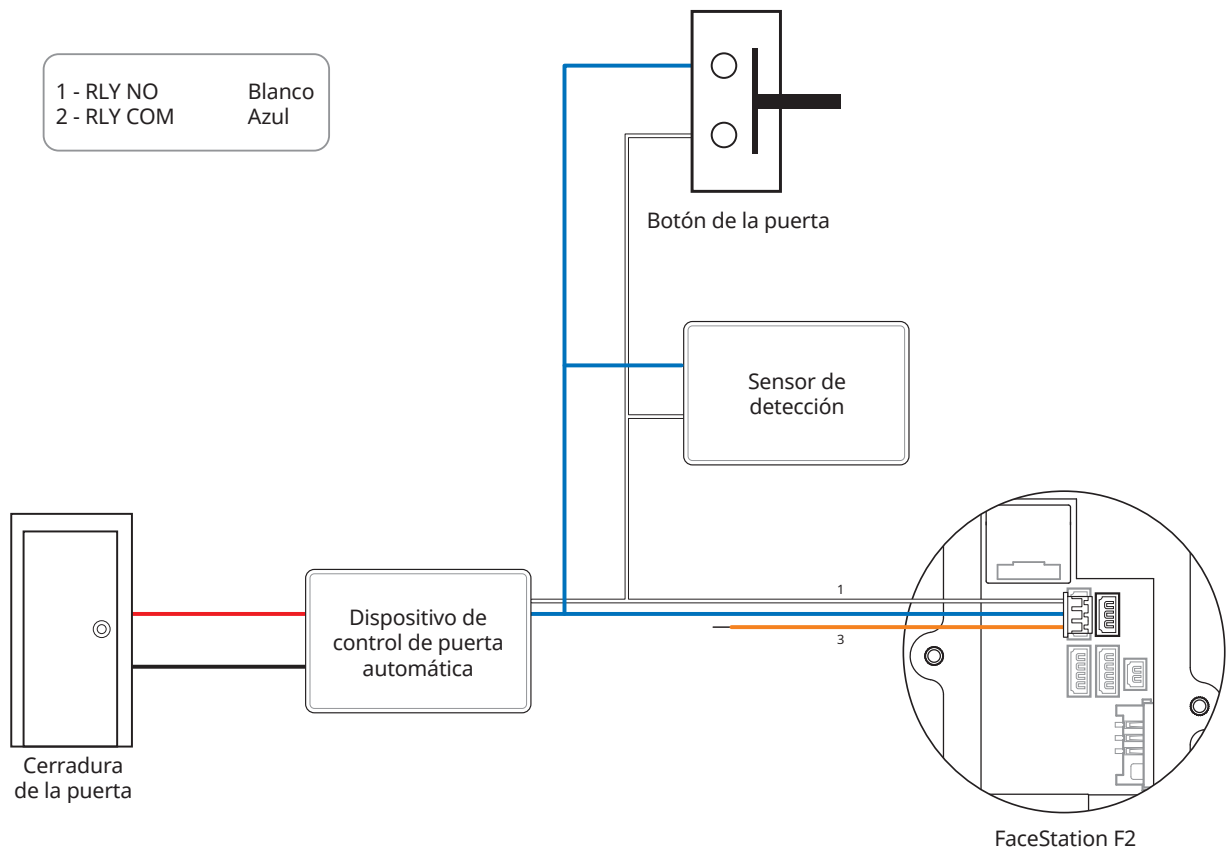 1 - RLY NO Blanco
2 - RLY COM Azul
Botón de la puerta
Sensor de
detección
1
3
Dispositivo de
control de puerta
automática
Cerradura
de la puerta
FaceStation F2